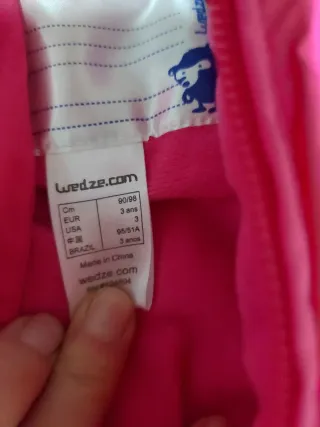 wedze
wedze.com
Cm 90/98
EUR 3 ans
USA 3
中国 95/51A
BRAZIL 3 anos
Made in China
wedze.com